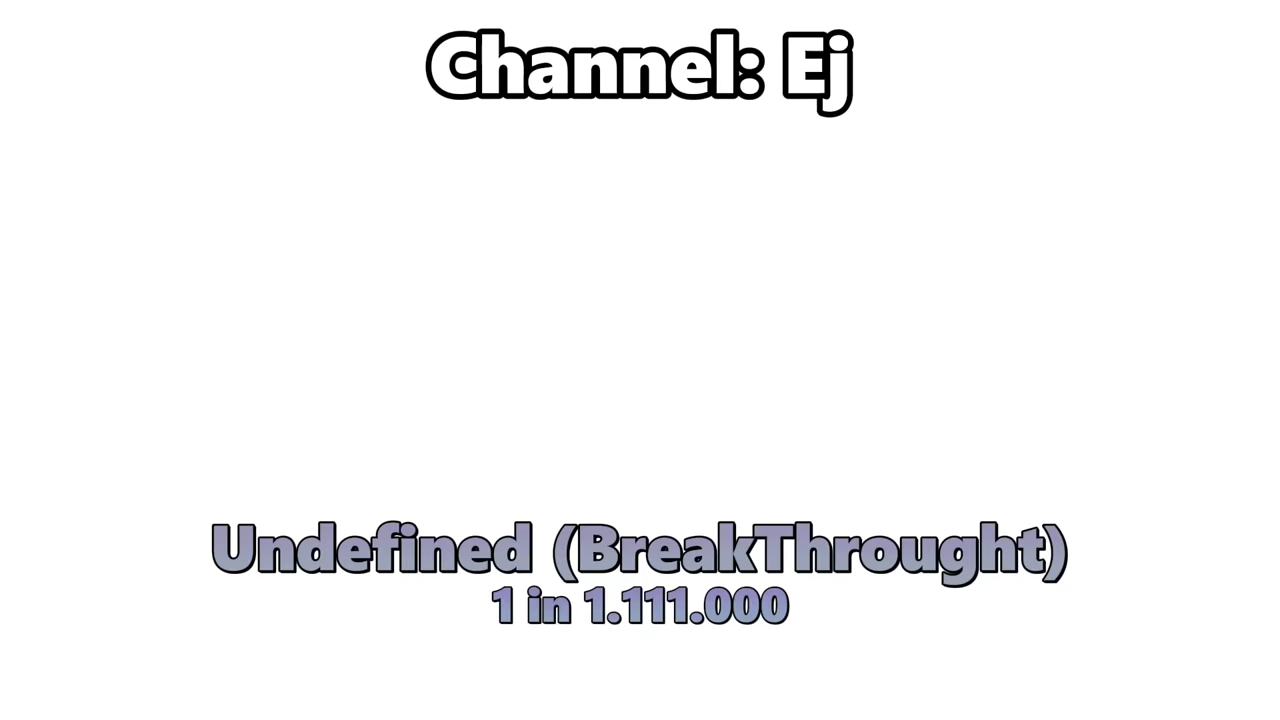 Channel: Ej
Undefined (BreakThrought)
1 in 1.111.000